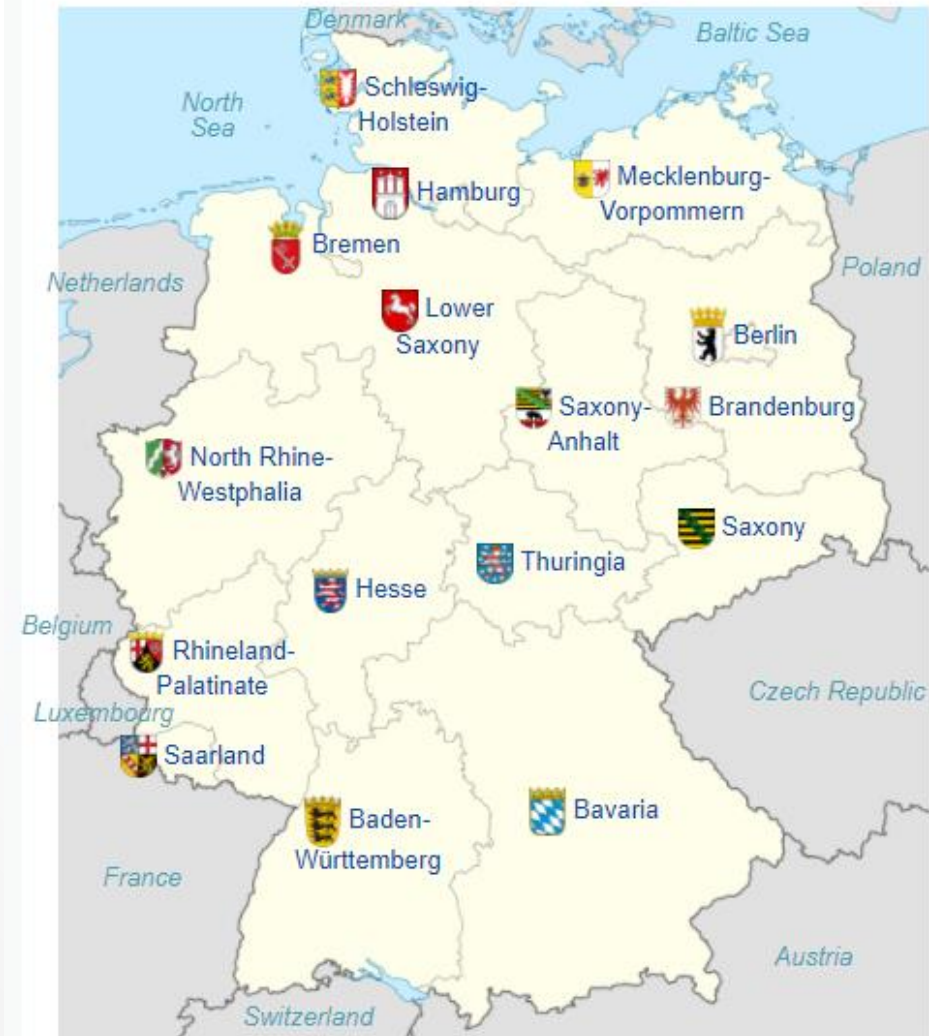 Denmark
Baltic Sea
North
Sea
Schleswig-
Holstein
Hamburg
Mecklenburg-
Vorpommern
Bremen
Netherlands
Poland
Lower
Saxony
Berlin
Saxony-
Anhalt
Brandenburg
North Rhine-
Westphalia
Saxony
Thuringia
Hesse
Belgium
Rhineland-
Palatinate
Czech Republic
Luxembourg
Saarland
Bavaria
Baden-
Württemberg
France
Austria
Switzerland